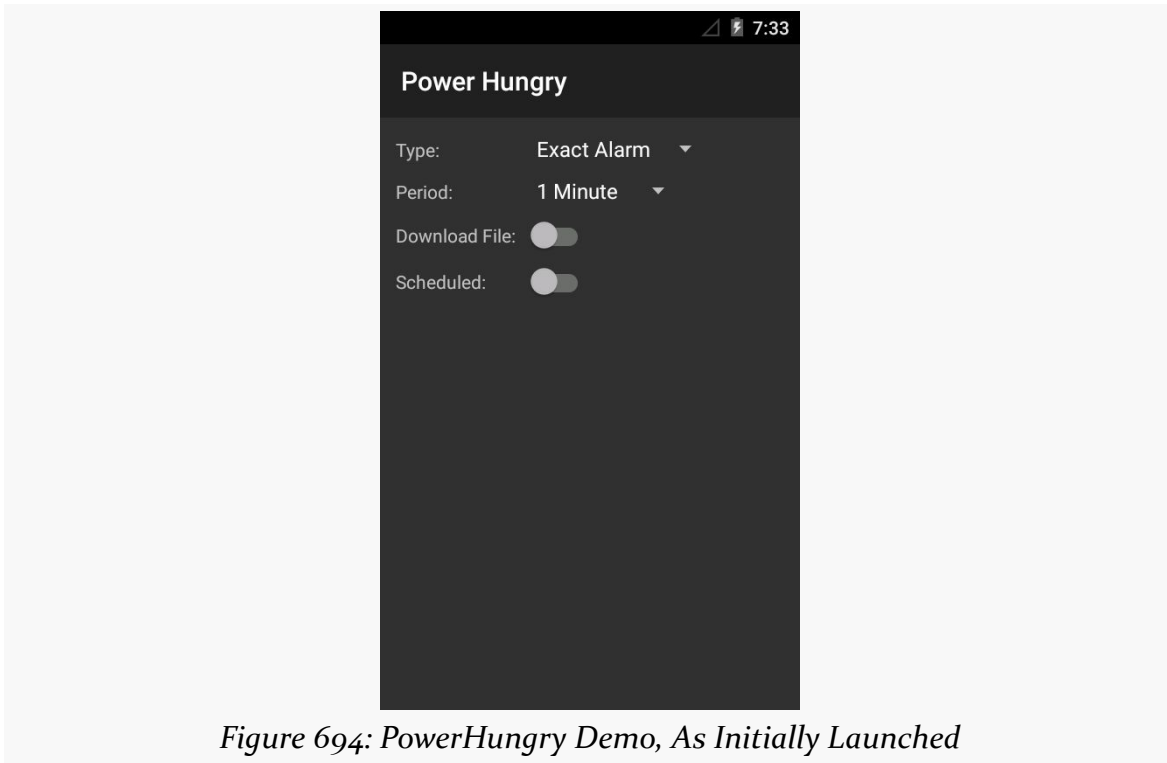 7:33
Power Hungry
Type: Exact Alarm
Period: 1 Minute
Download File:
Scheduled:
Figure 694: PowerHungry Demo, As Initially Launched